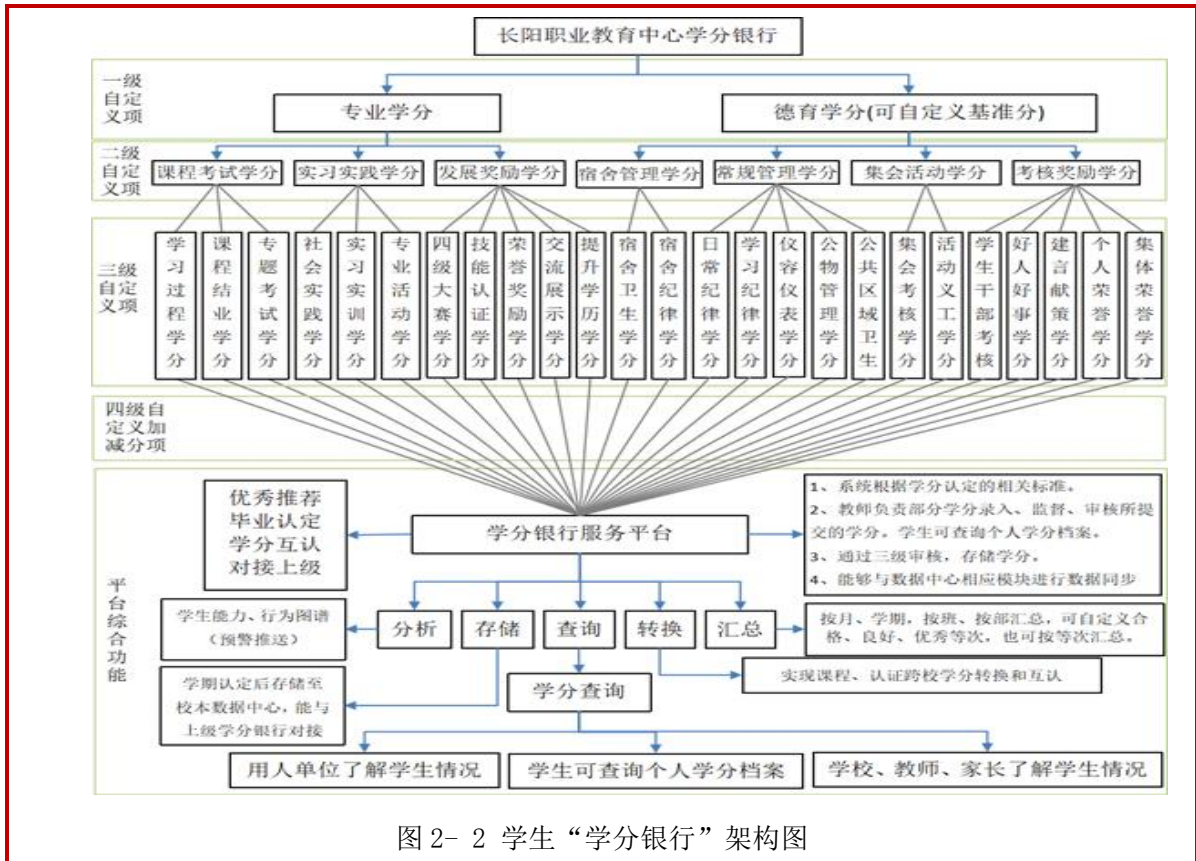 长阳职业教育中心学分银行
一级
自定
义项
专业学分
德育学分(可自定义基准分)
二级
自定
义项
课程考试学分
实习实践学分
发展奖励学分
宿舍管理学分
常规管理学分
集会活动学分
考核奖励学分
三级
自定
义项
学习过程学分
课程结业学分
专题考试学分
社会实践学分
实习实训学分
专业活动学分
四级大赛学分
技能认证学分
荣誉奖励学分
交流展示学分
提升学历学分
宿舍卫生学分
宿舍纪律学分
日常纪律学分
学习纪律学分
仪容仪表学分
公物管理学分
公共区域卫生
集会考核学分
活动义工学分
学生干部考核
好人好事学分
建言献策学分
个人荣誉学分
集体荣誉学分
四级自
定义加
减分项
平台综合功能
优秀推荐
毕业认定
学分互认
对接上级
学分银行服务平台
1、系统根据学分认定的相关标准。
2、教师负责部分学分录入、监督、审核所提
交的学分。学生可查询个人学分档案。
3、通过三级审核，存储学分。
4、能够与数据中心相应模块进行数据同步
学生能力、行为图谱
（预警推送）
分析
存储
查询
转换
汇总
按月、学期，按班、按部汇总，可自定义合
格、良好、优秀等次，也可按等次汇总。
学期认定后存储至
校本数据中心，能与
上级学分银行对接
学分查询
实现课程、认证跨校学分转换和互认
用人单位了解学生情况
学生可查询个人学分档案
学校、教师、家长了解学生情况
图 2- 2 学生“学分银行”架构图